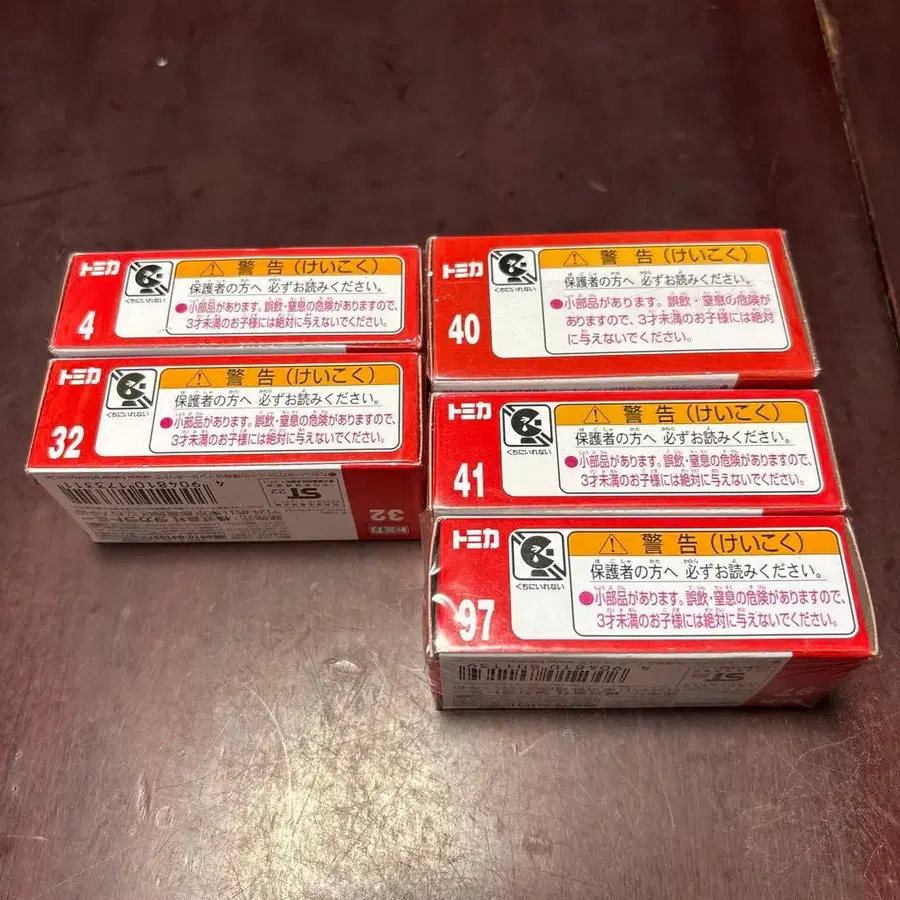 トミカ
4
くちにいれない
警告(けいこく)
保護者の方へ 必ずお読みください。
●小部品があります。誤飲・窒息の危険がありますので、
3才未満のお子様には絶対に与えないでください。
トミカ
32
くちにいれない
警告(けいこく)
保護者の方へ 必ずお読みください。
●小部品があります。誤飲・窒息の危険がありますので、
3才未満のお子様には絶対に与えないでください。
ST
32
トミカ
トミカ
40
くちにいれない
警告(けいこく)
保護者の方へ 必ずお読みください。
●小部品があります。誤飲・窒息の危険が
ありますので、3才未満のお子様には絶対
に与えないでください。
トミカ
41
くちにいれない
警告(けいこく)
保護者の方へ 必ずお読みください。
●小部品があります。誤飲・窒息の危険がありますので、
3才未満のお子様には絶対に与えないでください。
トミカ
97
くちにいれない
警告(けいこく)
保護者の方へ 必ずお読みください。
●小部品があります。誤飲・窒息の危険がありますので、
3才未満のお子様には絶対に与えないでください。
4904810801139
ST
97